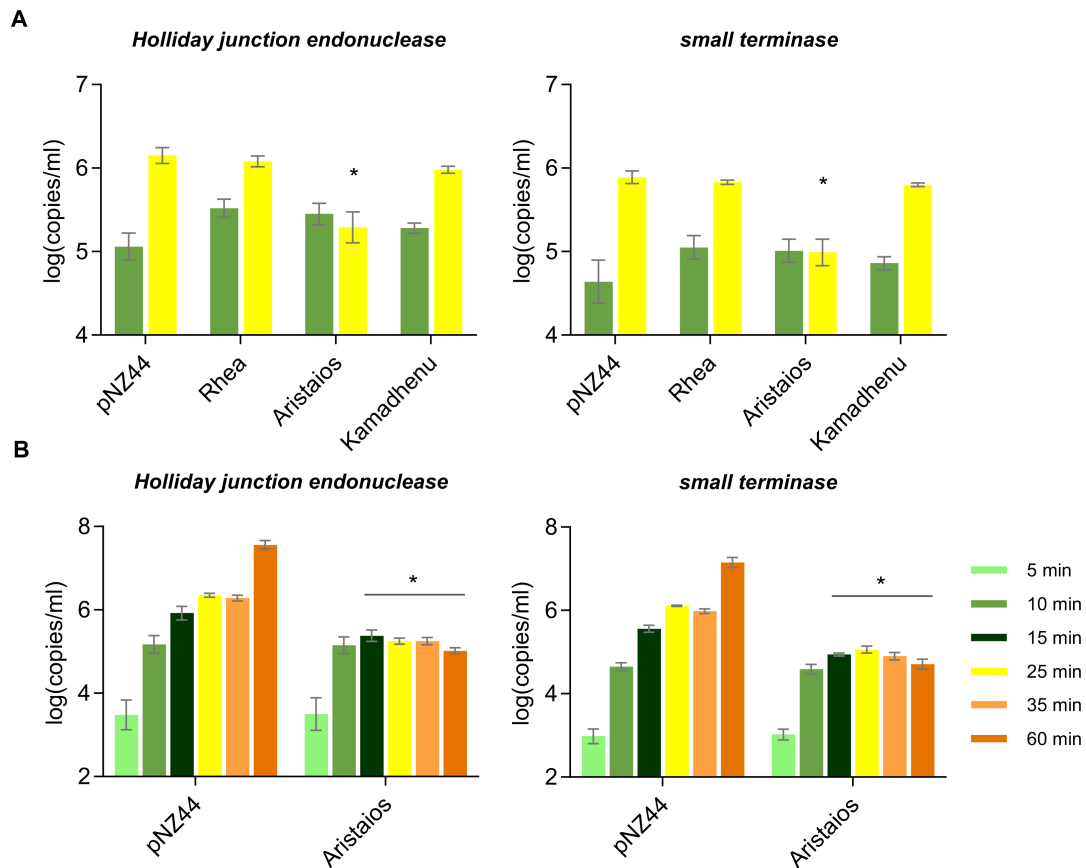 A
Holliday junction endonuclease
small terminase
log(copies/ml)
7
6
5
4
*
pNZ44
Rhea
Aristaios
Kamadhenu
log(copies/ml)
7
6
5
4
*
pNZ44
Rhea
Aristaios
Kamadhenu
B
Holliday junction endonuclease
small terminase
log(copies/ml)
8
6
4
2
*
pNZ44
Aristaios
log(copies/ml)
8
6
4
2
*
pNZ44
Aristaios
5 min
10 min
15 min
25 min
35 min
60 min